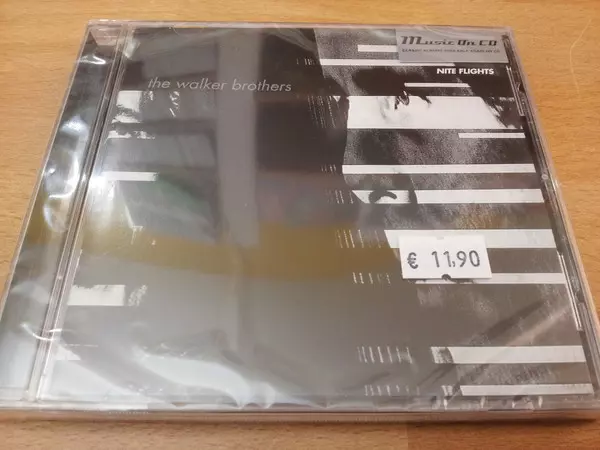 Music On CD
NITE FLIGHTS
the walker brothers
€ 11,90